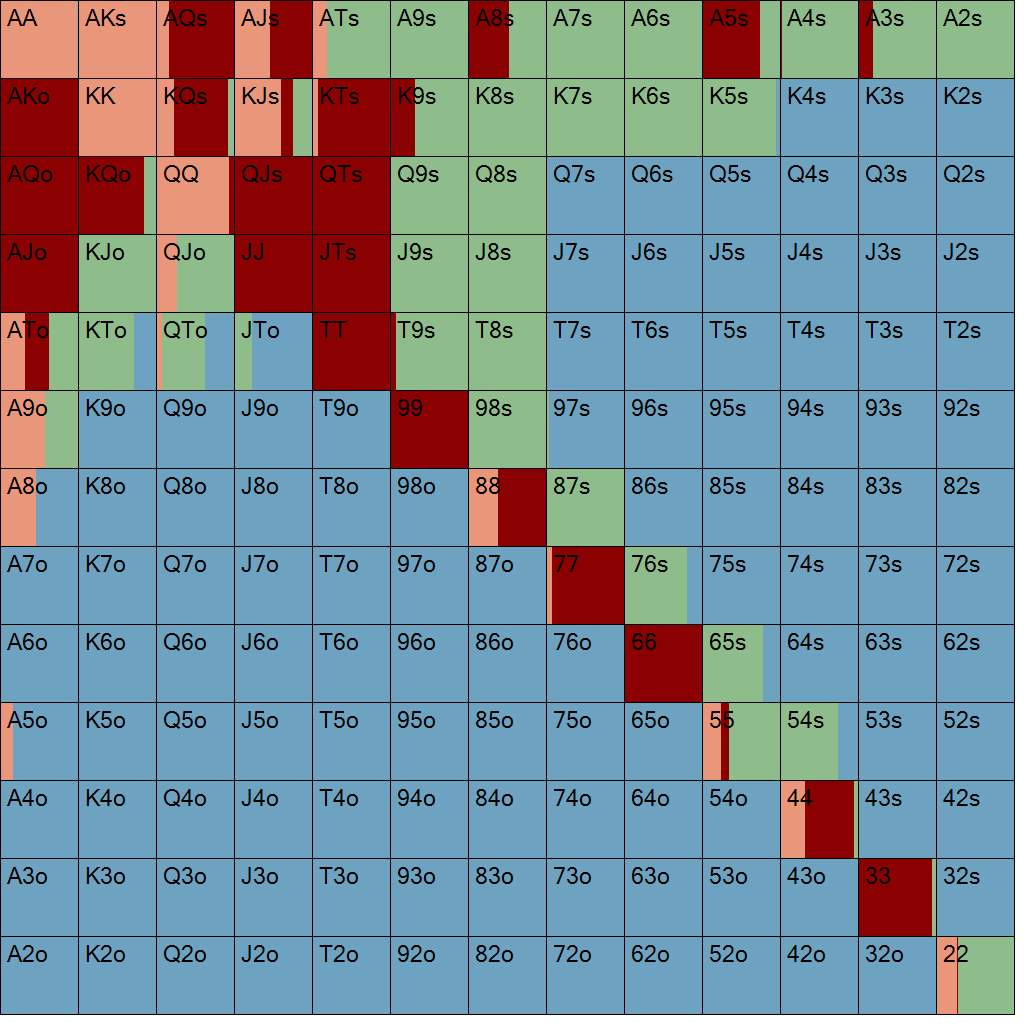 AA AKs AQs AJs ATs A9s A8s A7s A6s A5s A4s A3s A2s
AKo KK KQs KJs KTs K9s K8s K7s K6s K5s K4s K3s K2s
AQo KQo QQ QJs QTs Q9s Q8s Q7s Q6s Q5s Q4s Q3s Q2s
AJo KJo QJo JJ JTs J9s J8s J7s J6s J5s J4s J3s J2s
ATo KTo QTo JTo TT T9s T8s T7s T6s T5s T4s T3s T2s
A9o K9o Q9o J9o T9o 99 98s 97s 96s 95s 94s 93s 92s
A8o K8o Q8o J8o T8o 98o 88 87s 86s 85s 84s 83s 82s
A7o K7o Q7o J7o T7o 97o 87o 77 76s 75s 74s 73s 72s
A6o K6o Q6o J6o T6o 96o 86o 76o 66 65s 64s 63s 62s
A5o K5o Q5o J5o T5o 95o 85o 75o 65o 55 54s 53s 52s
A4o K4o Q4o J4o T4o 94o 84o 74o 64o 54o 44 43s 42s
A3o K3o Q3o J3o T3o 93o 83o 73o 63o 53o 43o 33 32s
A2o K2o Q2o J2o T2o 92o 82o 72o 62o 52o 42o 32o 22